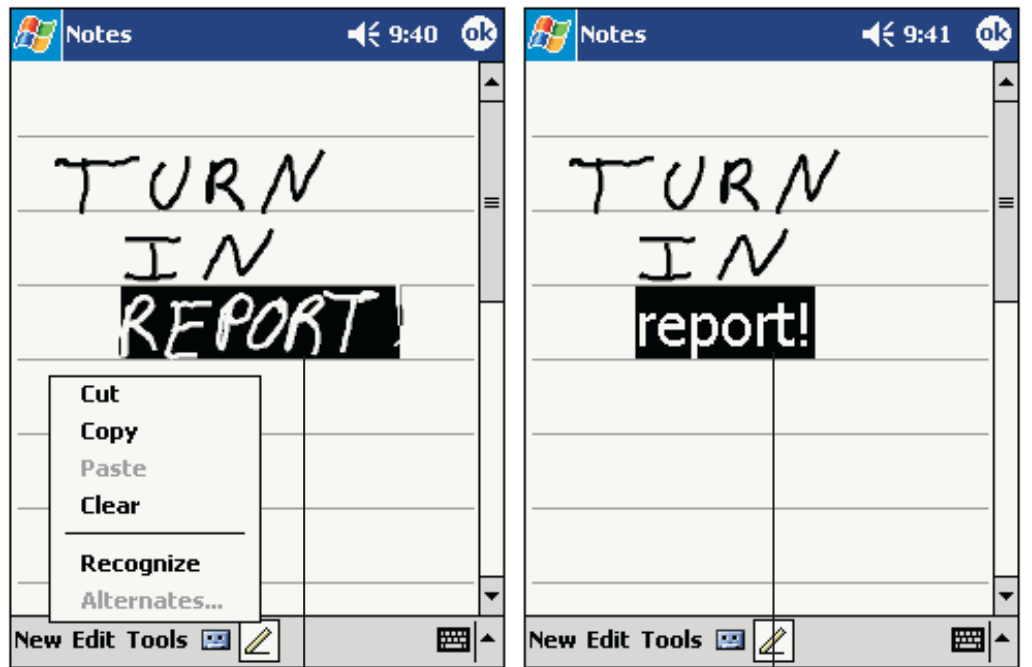 Notes 9:40 ok
TURN
IN
REPORT!
Cut
Copy
Paste
Clear
Recognize
Alternates...
New Edit Tools
Notes 9:41 ok
TURN
IN
report!
New Edit Tools